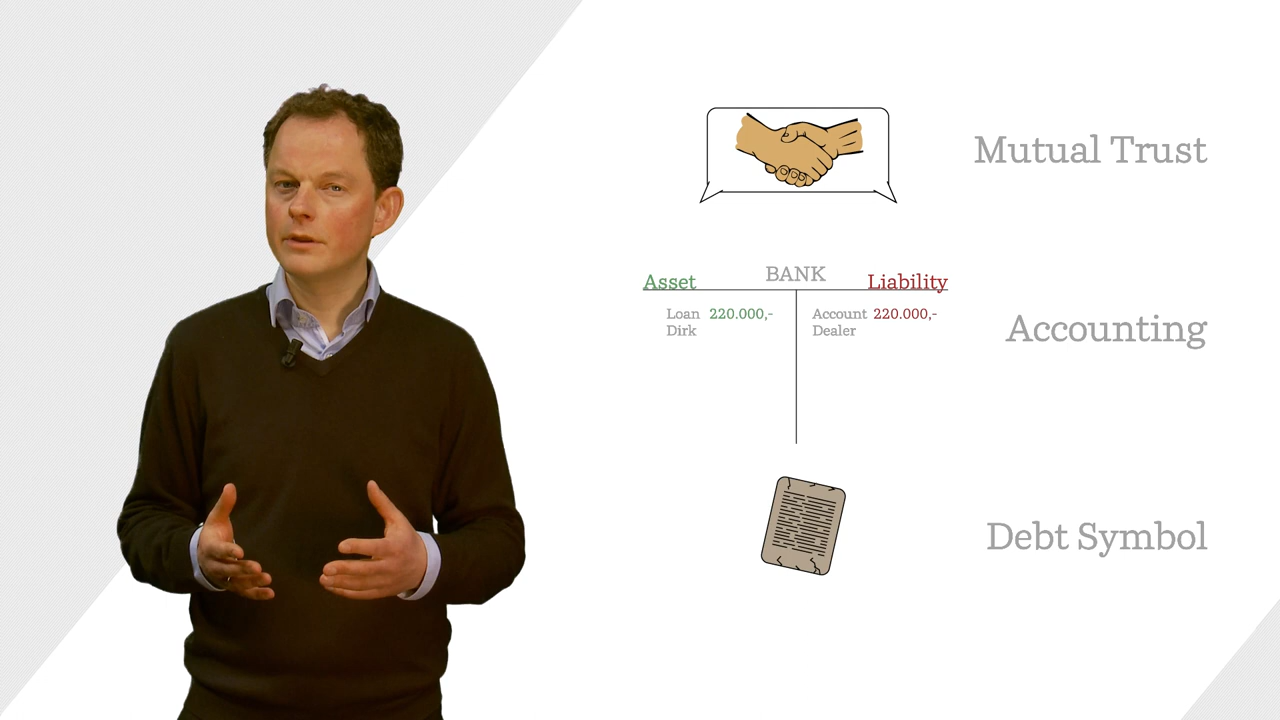 Mutual Trust
Asset BANK Liability
Loan 220.000,- Account 220.000,-
Dirk Dealer
Accounting
Debt Symbol